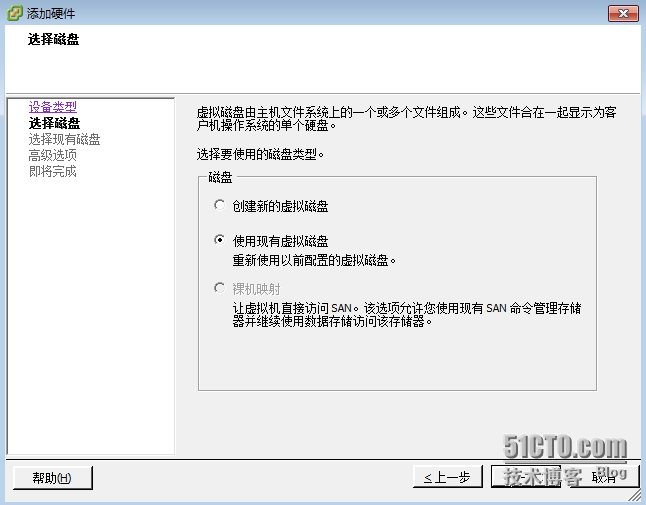 添加硬件
选择磁盘
设备类型
选择磁盘
选择现有磁盘
高级选项
即将完成
虚拟磁盘由主机文件系统上的一个或多个文件组成。这些文件合在一起显示为客
户机操作系统的单个硬盘。
选择要使用的磁盘类型。
磁盘
创建新的虚拟磁盘
使用现有虚拟磁盘
重新使用以前配置的虚拟磁盘。
裸机映射
让虚拟机直接访问 SAN。该选项允许您使用现有 SAN 命令管理存储
器并继续使用数据存储访问该存储器。
51CTO.com
技术博客 Blog
帮助(H)
≤上一步
取消